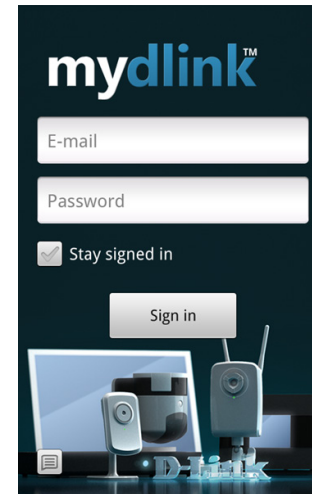 mydlink™
E-mail
Password
Stay signed in
Sign in
D-Link